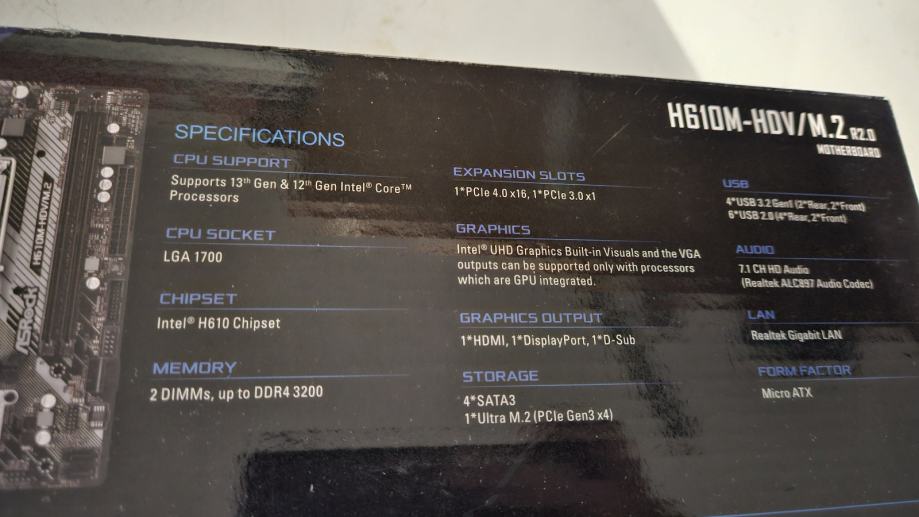 H610M-HDV/M.2 R2.0
MOTHERBOARD
SPECIFICATIONS
CPU SUPPORT
Supports 13th Gen & 12th Gen Intel® Core™
Processors
CPU SOCKET
LGA 1700
CHIPSET
Intel® H610 Chipset
MEMORY
2 DIMMs, up to DDR4 3200
EXPANSION SLOTS
1*PCIe 4.0 x16, 1*PCIe 3.0 x1
GRAPHICS
Intel® UHD Graphics Built-in Visuals and the VGA
outputs can be supported only with processors
which are GPU integrated.
GRAPHICS OUTPUT
1*HDMI, 1*DisplayPort, 1*D-Sub
STORAGE
4*SATA3
1*Ultra M.2 (PCIe Gen3 x4)
USB
4*USB 3.2 Gen1 (2*Rear, 2*Front)
6*USB 2.0 (4*Rear, 2*Front)
AUDIO
7.1 CH HD Audio
(Realtek ALC897 Audio Codec)
LAN
Realtek Gigabit LAN
FORM FACTOR
Micro ATX
H610M-HDV/M.2
ASRock